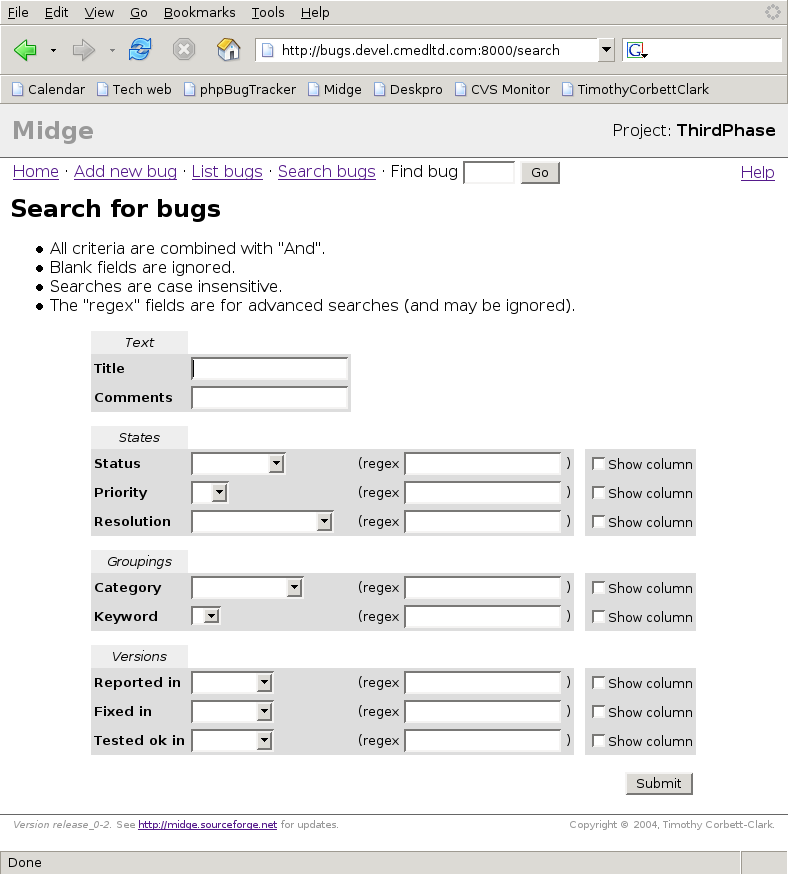 File Edit View Go Bookmarks Tools Help
http://bugs.devel.cmedltd.com:8000/search
G
Calendar Tech web phpBugTracker Midge Deskpro CVS Monitor TimothyCorbettClark
Midge Project: ThirdPhase
Home · Add new bug · List bugs · Search bugs · Find bug Go Help
Search for bugs
• All criteria are combined with "And".
• Blank fields are ignored.
• Searches are case insensitive.
• The "regex" fields are for advanced searches (and may be ignored).
Text
Title
Comments
States
Status (regex ) Show column
Priority (regex ) Show column
Resolution (regex ) Show column
Groupings
Category (regex ) Show column
Keyword (regex ) Show column
Versions
Reported in (regex ) Show column
Fixed in (regex ) Show column
Tested ok in (regex ) Show column
Submit
Version release_0-2. See http://midge.sourceforge.net for updates. Copyright © 2004, Timothy Corbett-Clark.
Done